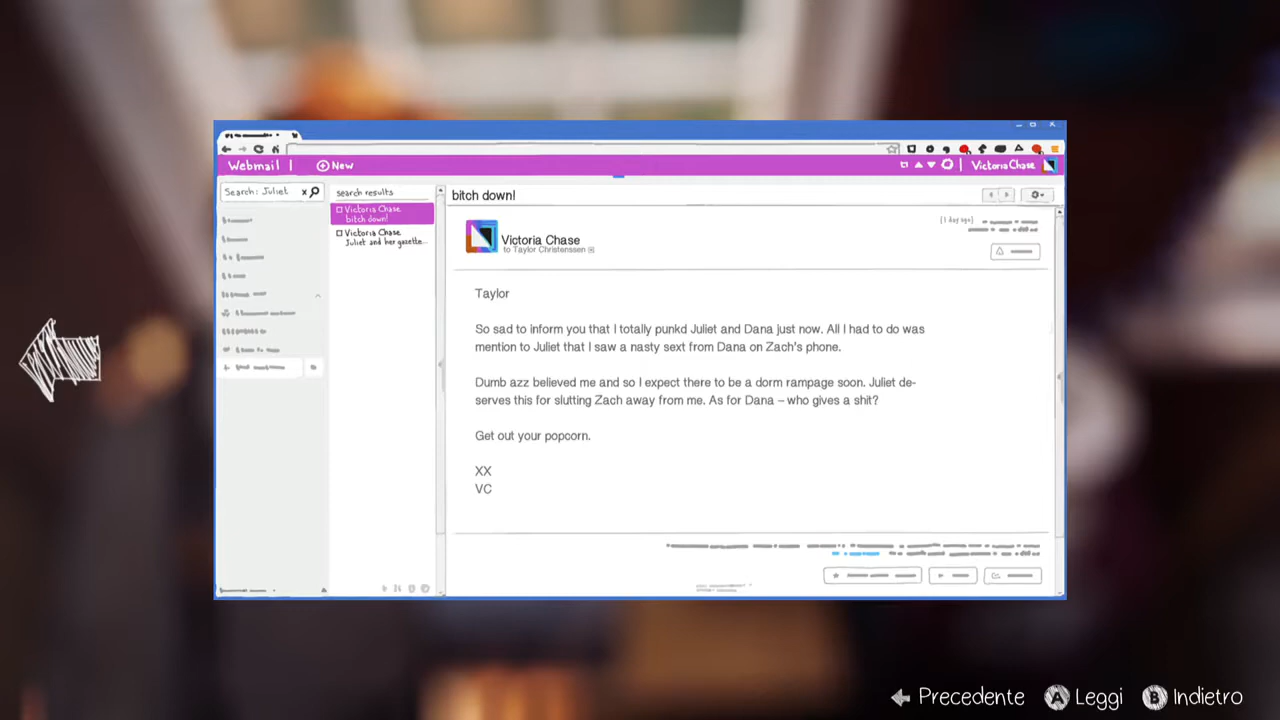 Webmail |
New
Victoria Chase
Search: Juliet x
search results
Victoria Chase
bitch down!
Victoria Chase
Juliet and her gazette...
bitch down!
Victoria Chase
to Taylor Christenssen
(1 day ago)
Taylor
So sad to inform you that I totally punkd Juliet and Dana just now. All I had to do was
mention to Juliet that I saw a nasty sext from Dana on Zach's phone.
Dumb azz believed me and so I expect there to be a dorm rampage soon. Juliet de-
serves this for slutting Zach away from me. As for Dana – who gives a shit?
Get out your popcorn.
XX
VC
Precedente A Leggi B Indietro